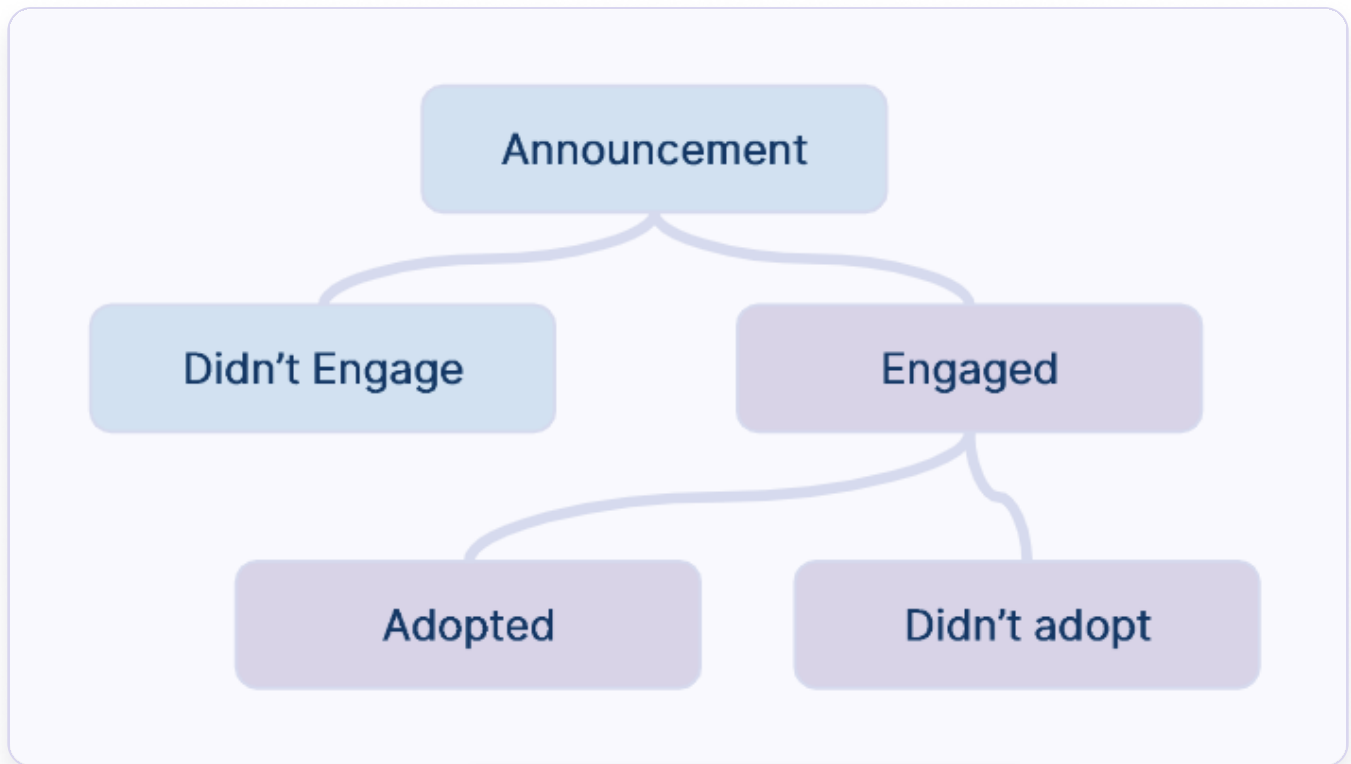 Announcement
Didn’t Engage
Engaged
Adopted
Didn’t adopt